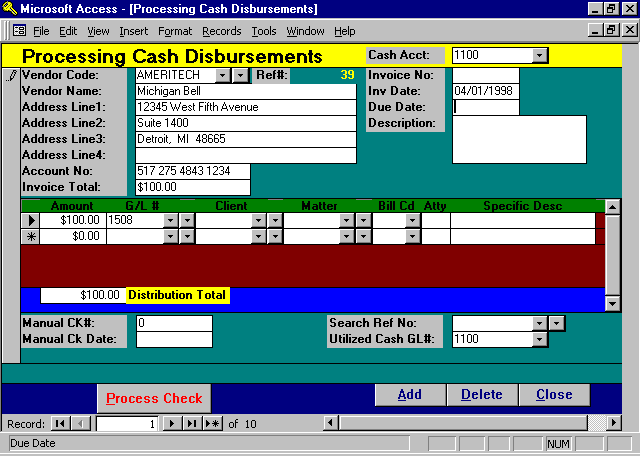 Microsoft Access - [Processing Cash Disbursements]
File Edit View Insert Format Records Tools Window Help
Processing Cash Disbursements Cash Acct: 1100
Vendor Code: AMERITECH Ref#: 39 Invoice No:
Vendor Name: Michigan Bell Inv Date: 04/01/1998
Address Line1: 12345 West Fifth Avenue Due Date:
Address Line2: Suite 1400 Description:
Address Line3: Detroit, MI 48665
Address Line4:
Account No: 517 275 4843 1234
Invoice Total: $100.00
Amount G/L # Client Matter Bill Cd Atty Specific Desc
$100.00 1508
$0.00
$100.00 Distribution Total
Manual CK#: 0 Search Ref No:
Manual Ck Date: Utilized Cash GL#: 1100
Process Check Add Delete Close
Record: 1 of 10
Due Date NUM